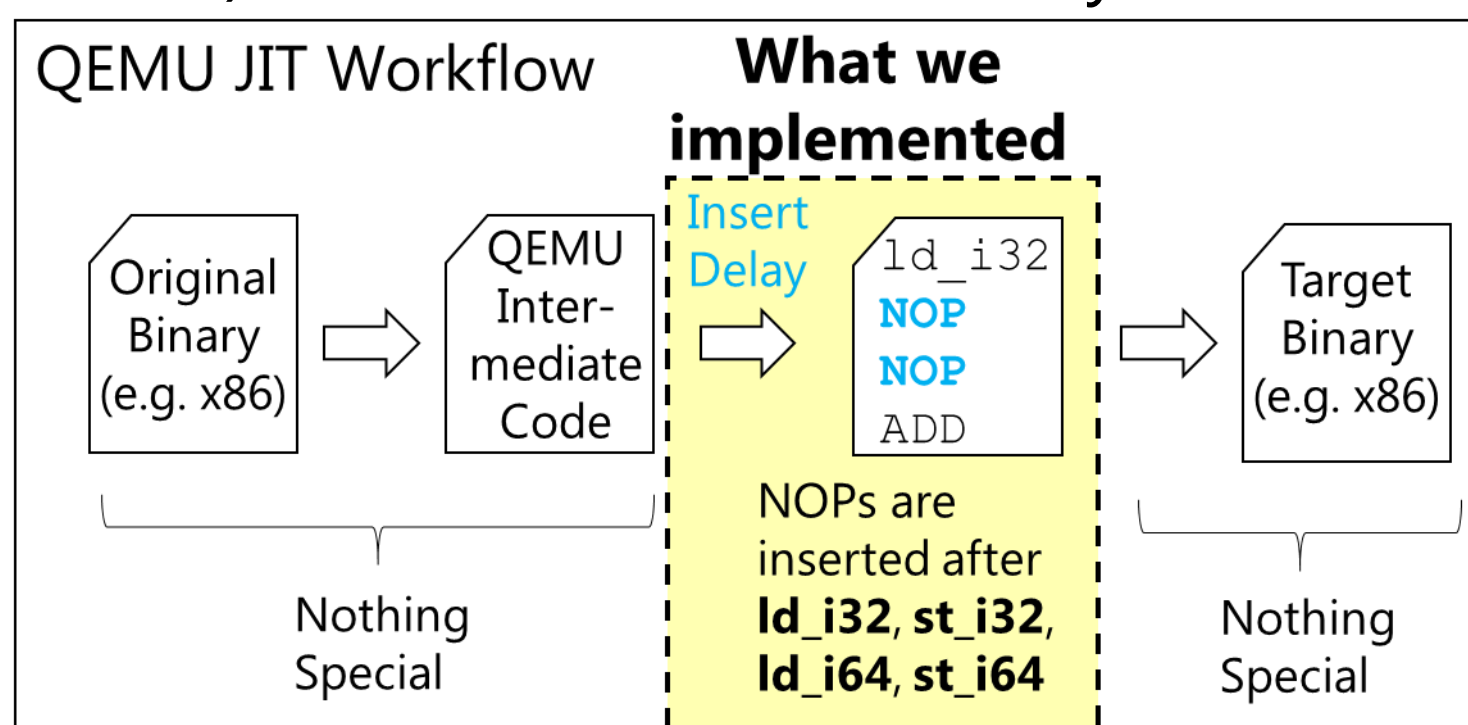 QEMU JIT Workflow
What we
implemented
Original
Binary
(e.g. x86)
QEMU
Inter-
mediate
Code
Insert
Delay
ld_i32
NOP
NOP
ADD
NOPs are
inserted after
ld_i32, st_i32,
ld_i64, st_i64
Target
Binary
(e.g. x86)
Nothing
Special
Nothing
Special